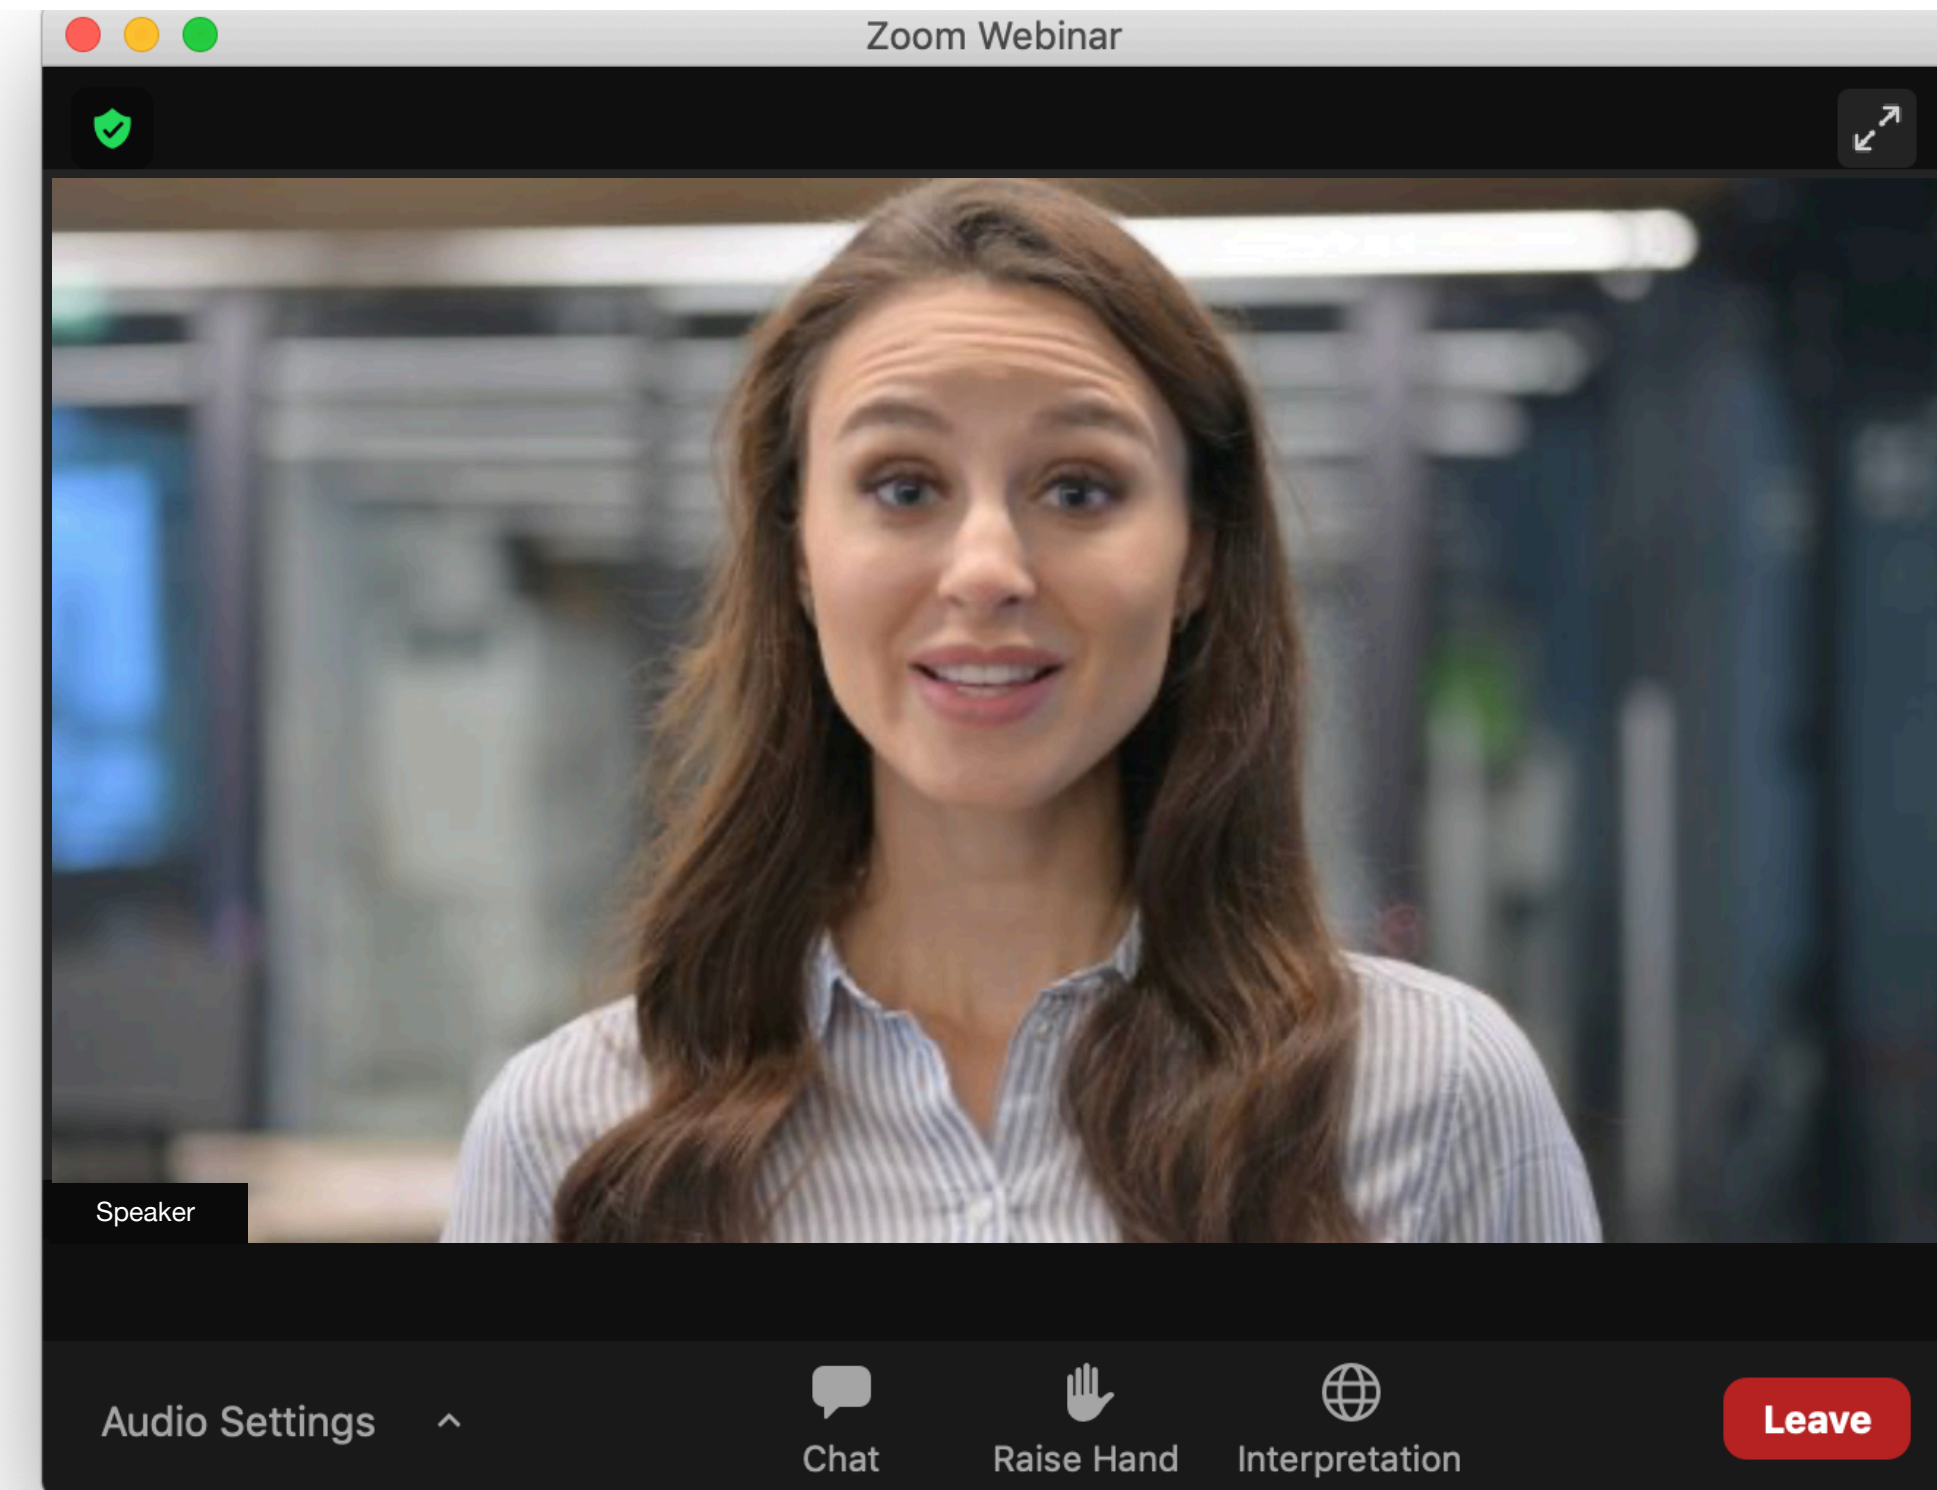 Zoom Webinar
Speaker
Audio Settings
Chat
Raise Hand
Interpretation
Leave